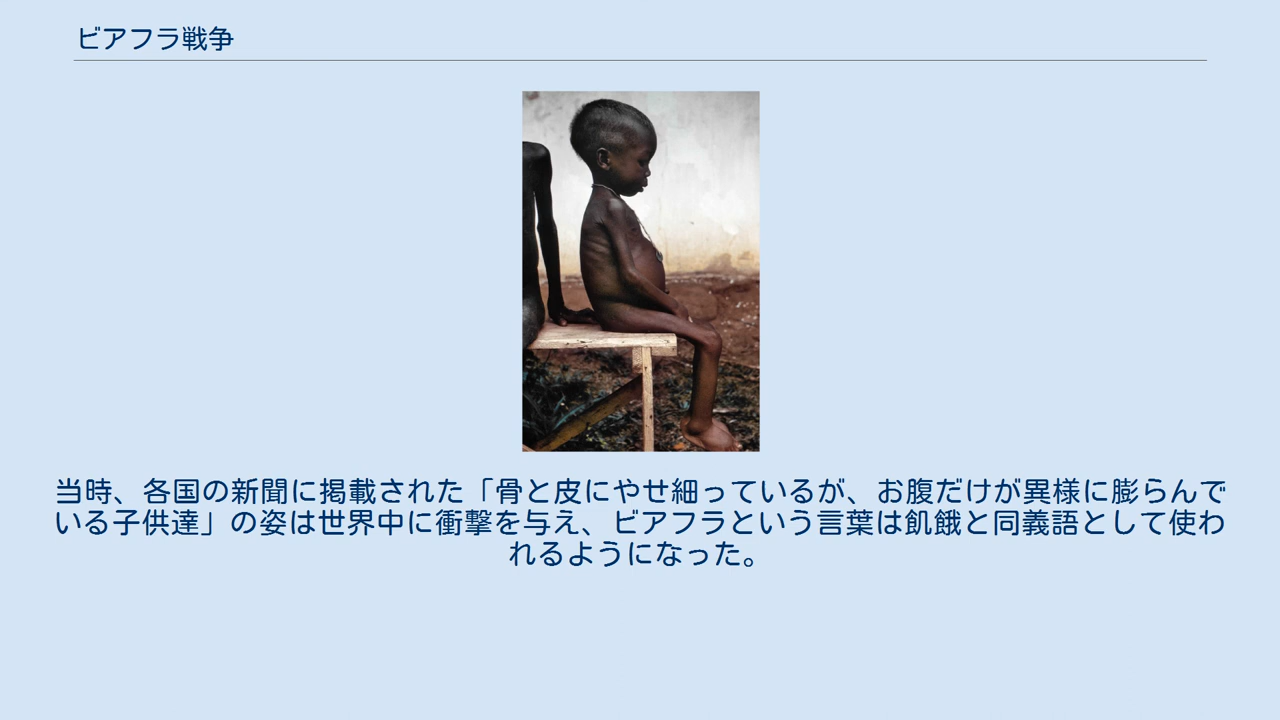 ビアフラ戦争
当時、各国の新聞に掲載された「骨と皮にやせ細っているが、お腹だけが異様に膨らんで
いる子供達」の姿は世界中に衝撃を与え、ビアフラという言葉は飢餓と同義語として使わ
れるようになった。